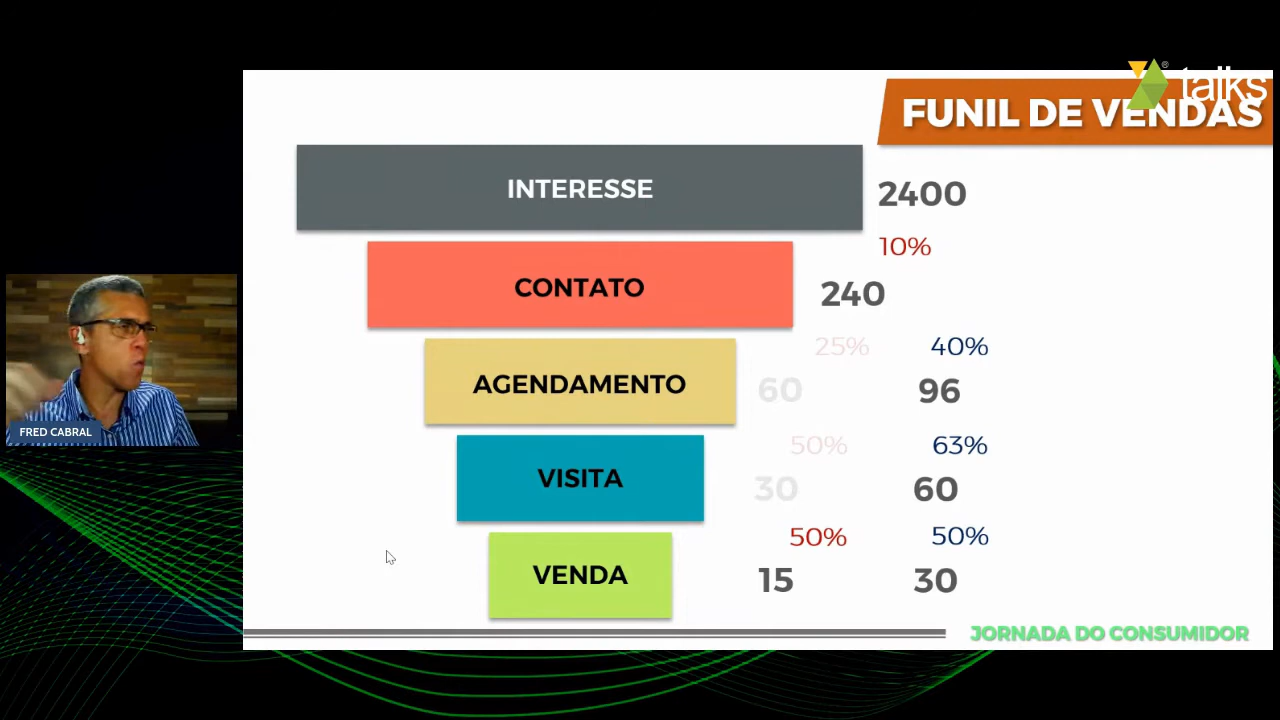 talks
FUNIL DE VENDAS
INTERESSE 2400
10%
CONTATO 240
25% 40%
AGENDAMENTO 60 96
50% 63%
VISITA 30 60
50% 50%
VENDA 15 30
JORNADA DO CONSUMIDOR
FRED CABRAL